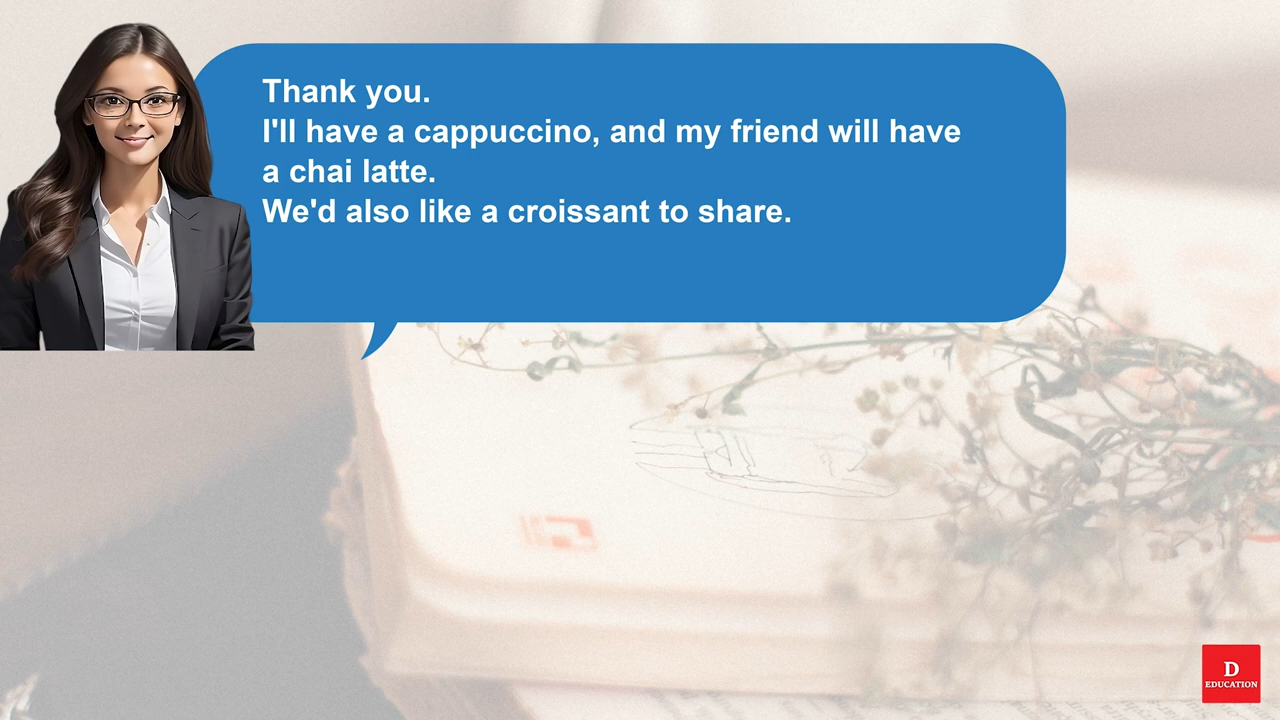 Thank you.
I'll have a cappuccino, and my friend will have
a chai latte.
We'd also like a croissant to share.
D
EDUCATION